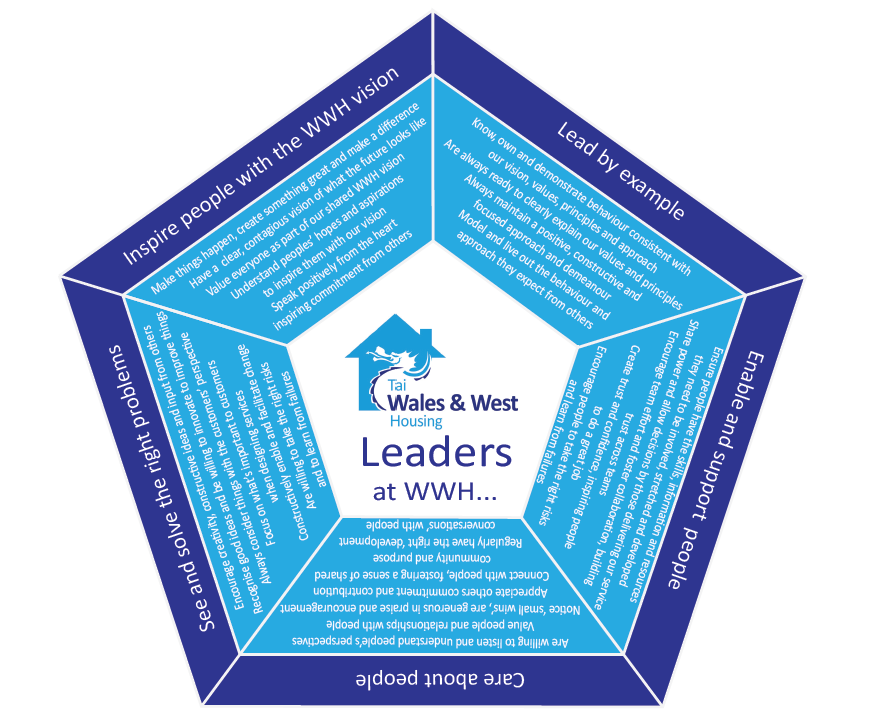 Inspire people with the WWH vision
Make things happen, create something great and make a difference
Have a clear, contagious vision of what the future looks like
Value everyone as part of our shared WWH vision
Understand peoples' hopes and aspirations
to inspire them with our vision
Speak positively from the heart
inspiring commitment from others
Lead by example
Know, own and demonstrate behaviour consistent with
our vision, values, principles and approach
Are always ready to clearly explain our values and principles
Always maintain a positive, constructive and
focused approach and demeanour
Model and live out the behaviour and
approach they expect from others
Enable and support people
Ensure people have the skills, information and resources
they need to be involved, stretched and developed
Share power and allow decisions by those delivering our service
Encourage team effort and foster collaboration, building
trust across teams
Create trust and confidence, inspiring people
to do a great job
Encourage people to take the right risks
and learn from failures
Care about people
Are willing to listen and understand people's perspectives
Value people and relationships with people
Notice 'small wins', are generous in praise and encouragement
Appreciate others commitment and contribution
Connect with people, fostering a sense of shared
community and purpose
Regularly have the right 'development
conversations' with people
See and solve the right problems
Encourage creativity, constructive ideas and input from others
Recognise good ideas and be willing to innovate to improve things
Always consider things with the customers' perspective
Focus on what's important to customers
when designing services
Constructively enable and facilitate change
Are willing to take the right risks
and to learn from failures
Tai
Wales & West
Housing
Leaders
at WWH...